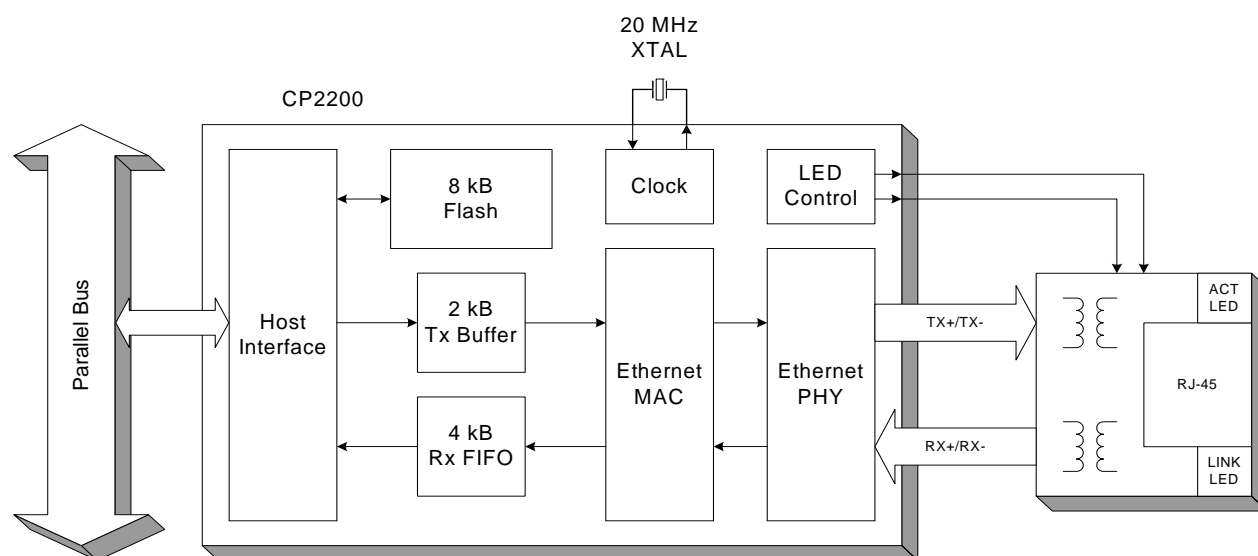 20 MHz
XTAL
CP2200
Parallel Bus
Host
Interface
8 kB
Flash
Clock
LED
Control
2 kB
Tx Buffer
4 kB
Rx FIFO
Ethernet
MAC
Ethernet
PHY
TX+/TX-
RX+/RX-
ACT
LED
RJ-45
LINK
LED